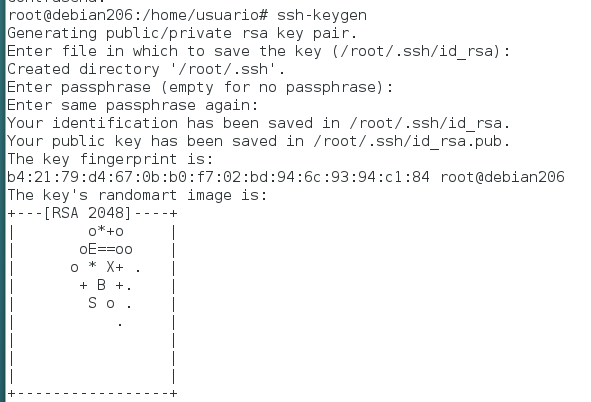 root@debian206:/home/usuario# ssh-keygen
Generating public/private rsa key pair.
Enter file in which to save the key (/root/.ssh/id_rsa):
Created directory '/root/.ssh'.
Enter passphrase (empty for no passphrase):
Enter same passphrase again:
Your identification has been saved in /root/.ssh/id_rsa.
Your public key has been saved in /root/.ssh/id_rsa.pub.
The key fingerprint is:
b4:21:79:d4:67:0b:b0:f7:02:bd:94:6c:93:94:c1:84 root@debian206
The key's randomart image is:
+---[RSA 2048]----+
|        o*+o     |
|       oE==oo    |
|      o * X+ .   |
|       + B +.    |
|        S o .    |
|           .     |
|                 |
|                 |
|                 |
+-----------------+